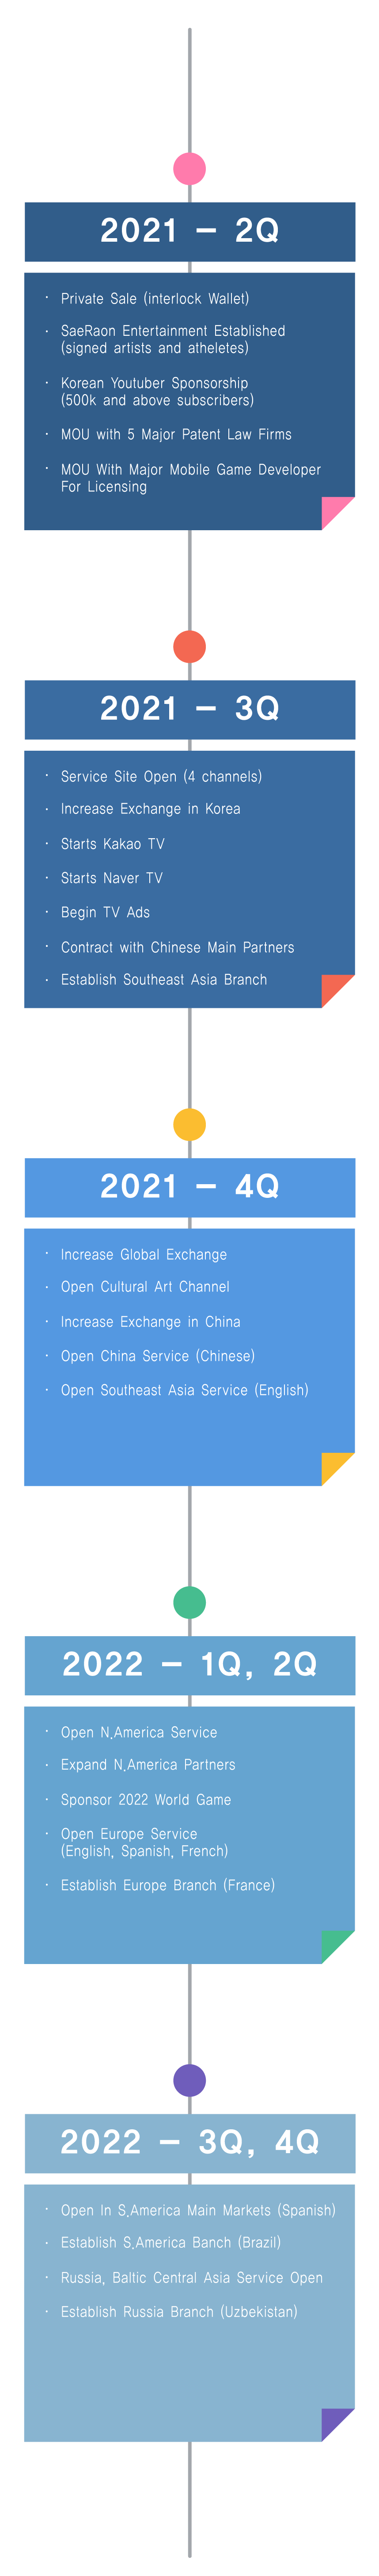 2021 – 2Q
· Private Sale (interlock Wallet)
· SaeRaon Entertainment Established
(signed artists and atheletes)
· Korean Youtuber Sponsorship
(500k and above subscribers)
· MOU with 5 Major Patent Law Firms
· MOU With Major Mobile Game Developer
For Licensing
2021 – 3Q
· Service Site Open (4 channels)
· Increase Exchange in Korea
· Starts Kakao TV
· Starts Naver TV
· Begin TV Ads
· Contract with Chinese Main Partners
· Establish Southeast Asia Branch
2021 – 4Q
· Increase Global Exchange
· Open Cultural Art Channel
· Increase Exchange in China
· Open China Service (Chinese)
· Open Southeast Asia Service (English)
2022 – 1Q, 2Q
· Open N.America Service
· Expand N.America Partners
· Sponsor 2022 World Game
· Open Europe Service
(English, Spanish, French)
· Establish Europe Branch (France)
2022 – 3Q, 4Q
· Open In S.America Main Markets (Spanish)
· Establish S.America Banch (Brazil)
· Russia, Baltic Central Asia Service Open
· Establish Russia Branch (Uzbekistan)